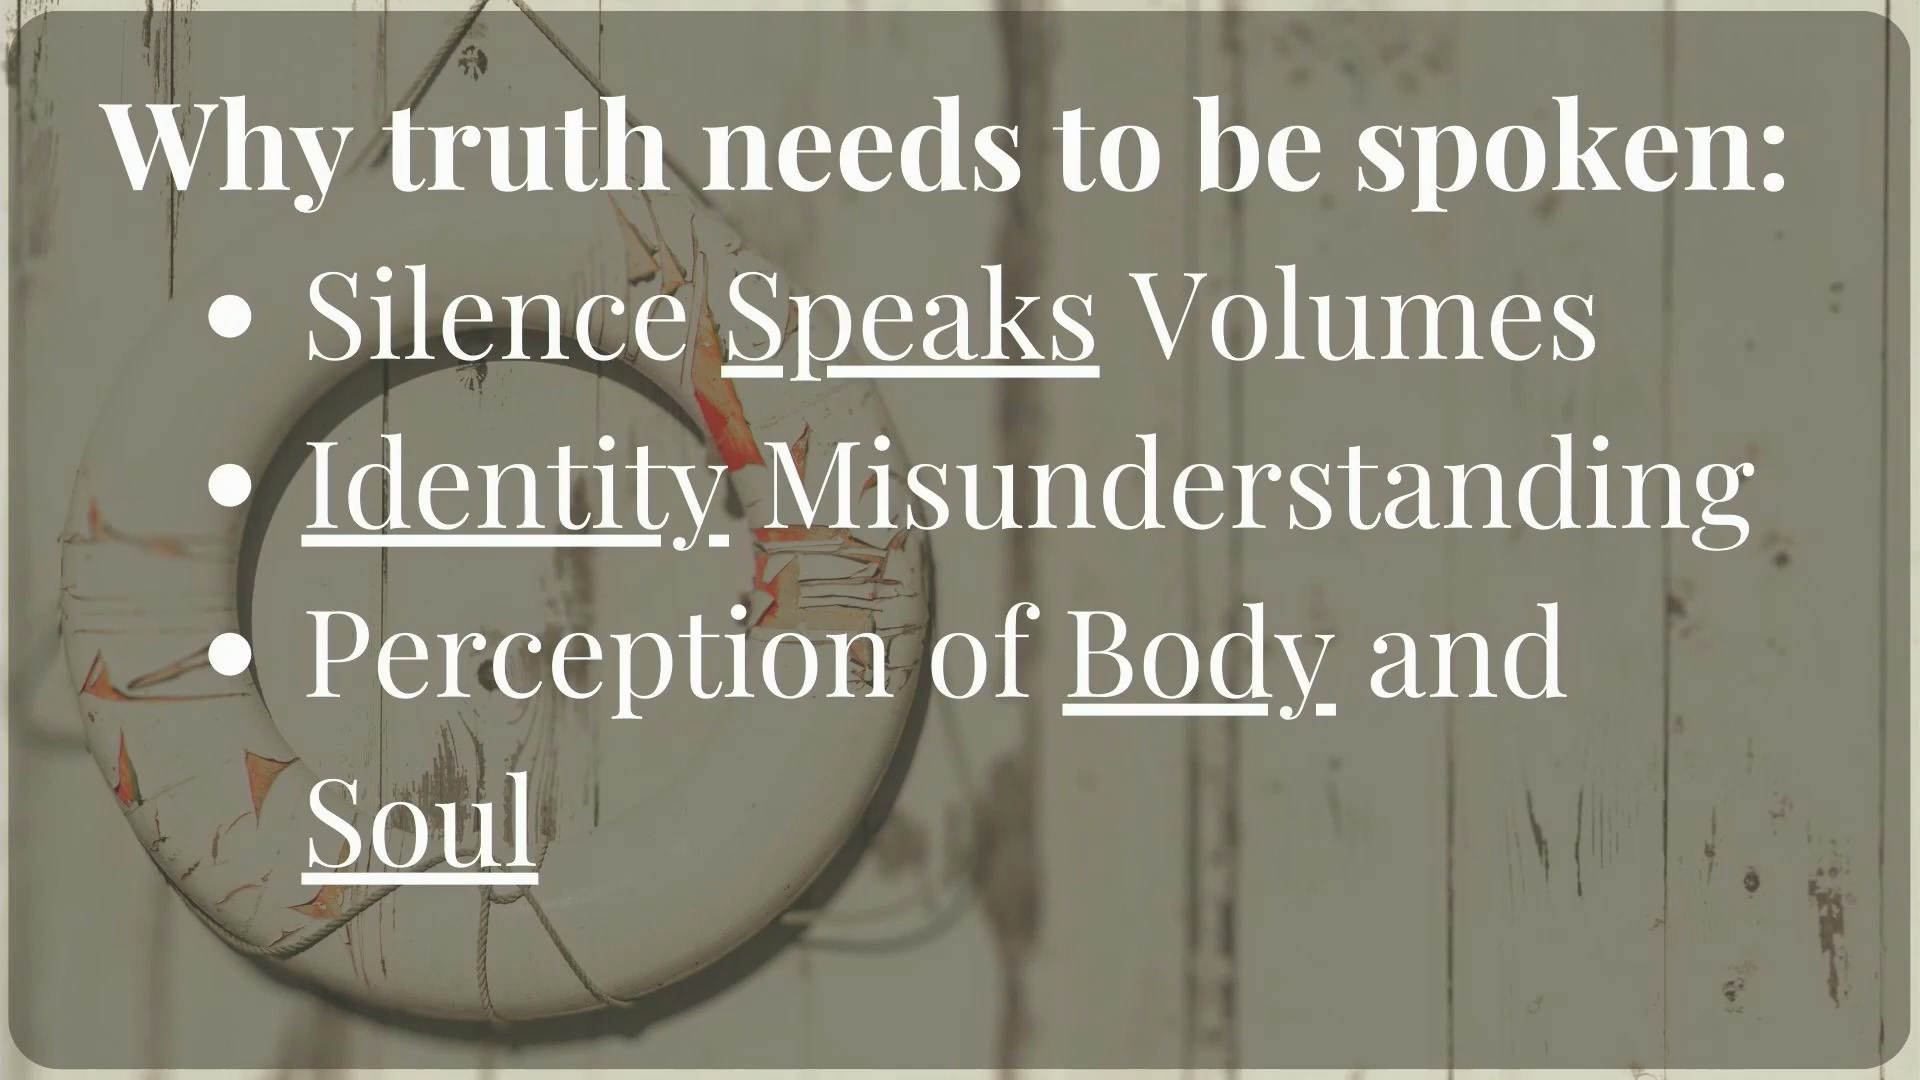 Why truth needs to be spoken:
• Silence Speaks Volumes
• Identity Misunderstanding
• Perception of Body and
Soul